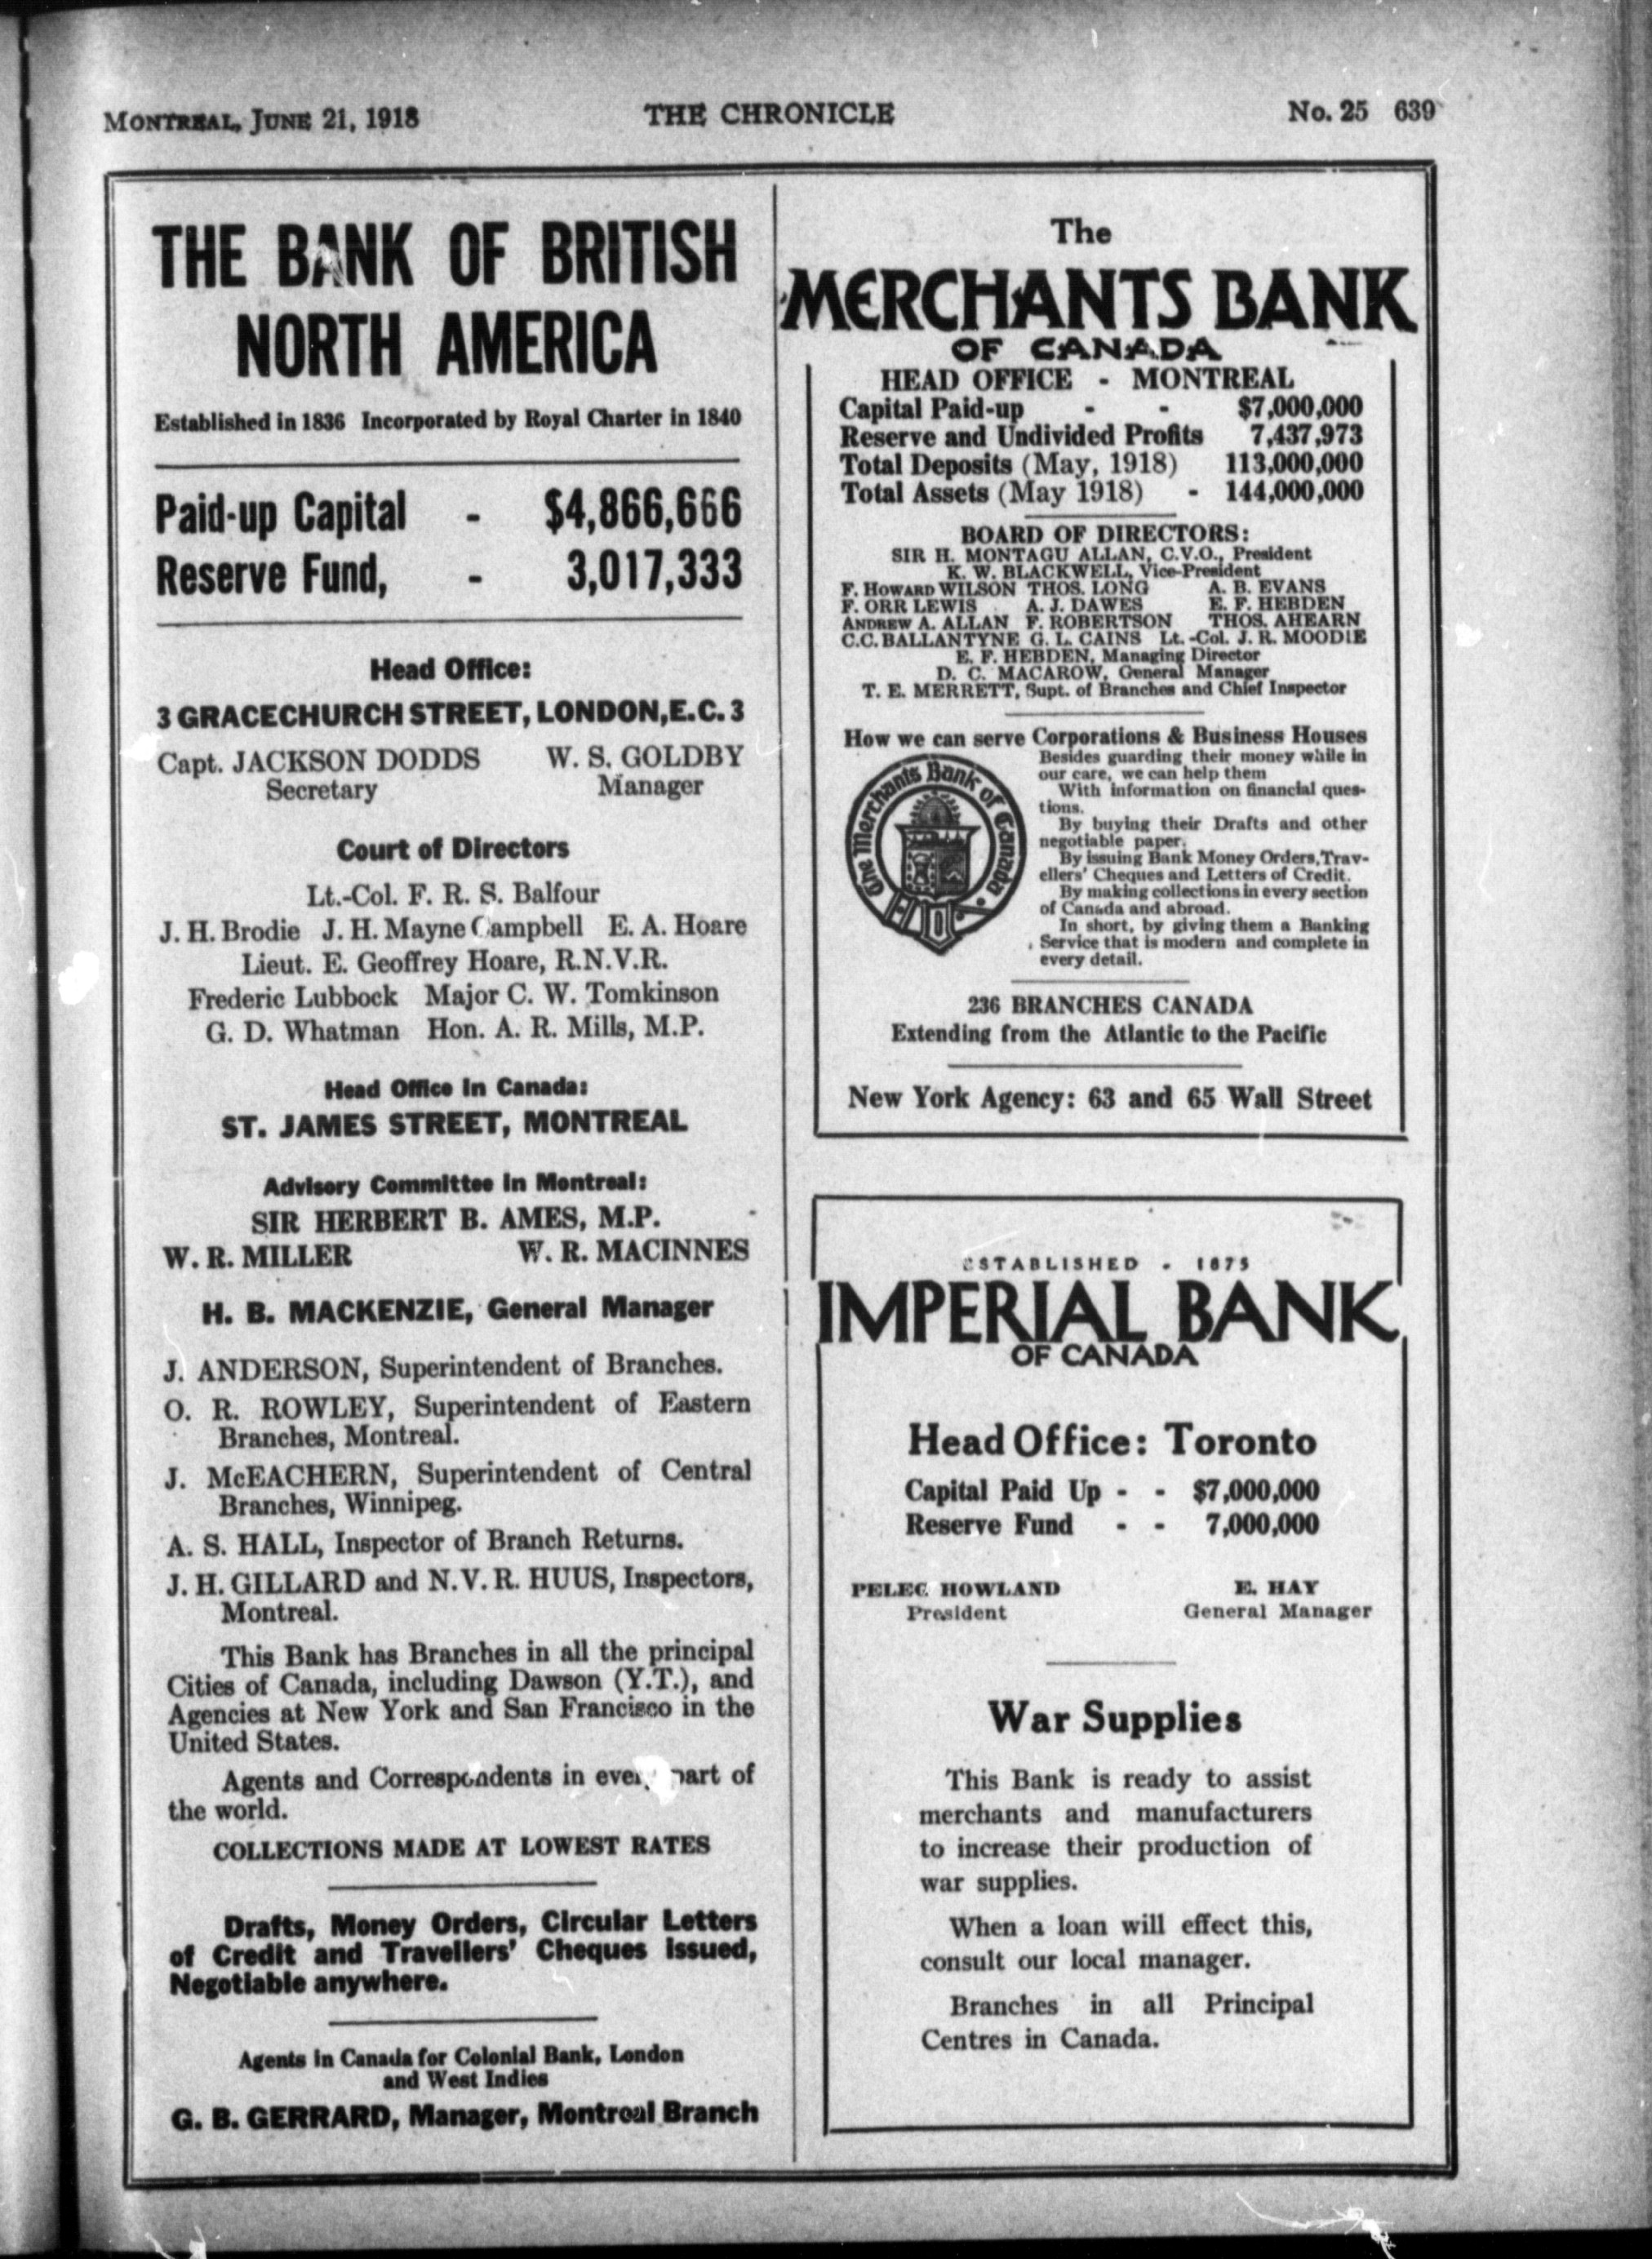 MONTREAL, JUNE 21, 1918 THE CHRONICLE No. 25 639
THE BANK OF BRITISH
NORTH AMERICA
Established in 1836 Incorporated by Royal Charter in 1840
Paid-up Capital - $4,866,666
Reserve Fund, - 3,017,333
Head Office:
3 GRACECHURCH STREET, LONDON, E.C. 3
Capt. JACKSON DODDS W. S. GOLDBY
Secretary Manager
Court of Directors
Lt.-Col. F. R. S. Balfour
J. H. Brodie J. H. Mayne Campbell E. A. Hoare
Lieut. E. Geoffrey Hoare, R.N.V.R.
Frederic Lubbock Major C. W. Tomkinson
G. D. Whatman Hon. A. R. Mills, M.P.
Head Office in Canada:
ST. JAMES STREET, MONTREAL
Advisory Committee in Montreal:
SIR HERBERT B. AMES, M.P.
W. R. MILLER W. R. MACINNES
H. B. MACKENZIE, General Manager
J. ANDERSON, Superintendent of Branches.
O. R. ROWLEY, Superintendent of Eastern
Branches, Montreal.
J. McEACHERN, Superintendent of Central
Branches, Winnipeg.
A. S. HALL, Inspector of Branch Returns.
J. H. GILLARD and N. V. R. HUUS, Inspectors,
Montreal.
This Bank has Branches in all the principal
Cities of Canada, including Dawson (Y.T.), and
Agencies at New York and San Francisco in the
United States.
Agents and Correspondents in every part of
the world.
COLLECTIONS MADE AT LOWEST RATES
Drafts, Money Orders, Circular Letters
of Credit and Travellers' Cheques issued,
Negotiable anywhere.
Agents in Canada for Colonial Bank, London
and West Indies
G. B. GERRARD, Manager, Montreal Branch
The
MERCHANTS BANK
OF CANADA
HEAD OFFICE - MONTREAL
Capital Paid-up - - $7,000,000
Reserve and Undivided Profits 7,437,973
Total Deposits (May, 1918) 113,000,000
Total Assets (May 1918) - 144,000,000
BOARD OF DIRECTORS:
SIR H. MONTAGU ALLAN, C.V.O., President
K. W. BLACKWELL, Vice-President
F. HOWARD WILSON THOS. LONG A. B. EVANS
F. ORR LEWIS A. J. DAWES E. F. HEBDEN
ANDREW A. ALLAN F. ROBERTSON THOS. AHEARN
C. C. BALLANTYNE G. L. CAINS Lt.-Col. J. R. MOODIE
E. F. HEBDEN, Managing Director
D. C. MACAROW, General Manager
T. E. MERRETT, Supt. of Branches and Chief Inspector
How we can serve Corporations & Business Houses
The Merchants Bank of Canada
Besides guarding their money while in
our care, we can help them
With information on financial ques-
tions.
By buying their Drafts and other
negotiable paper.
By issuing Bank Money Orders, Trav-
ellers' Cheques and Letters of Credit.
By making collections in every section
of Canada and abroad.
In short, by giving them a Banking
Service that is modern and complete in
every detail.
236 BRANCHES CANADA
Extending from the Atlantic to the Pacific
New York Agency: 63 and 65 Wall Street
ESTABLISHED - 1875
IMPERIAL BANK
OF CANADA
Head Office: Toronto
Capital Paid Up - - $7,000,000
Reserve Fund - - 7,000,000
PELEG HOWLAND E. HAY
President General Manager
War Supplies
This Bank is ready to assist
merchants and manufacturers
to increase their production of
war supplies.
When a loan will effect this,
consult our local manager.
Branches in all Principal
Centres in Canada.